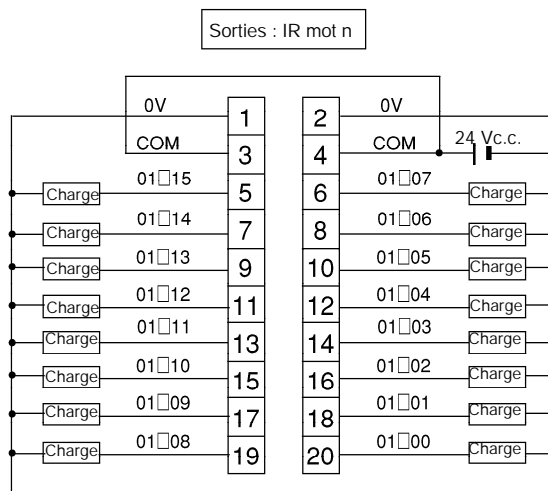 Sorties : IR mot n
0V 1 2 0V
COM 3 4 COM 24 Vc.c.
Charge 01□15 5 6 01□07 Charge
Charge 01□14 7 8 01□06 Charge
Charge 01□13 9 10 01□05 Charge
Charge 01□12 11 12 01□04 Charge
Charge 01□11 13 14 01□03 Charge
Charge 01□10 15 16 01□02 Charge
Charge 01□09 17 18 01□01 Charge
Charge 01□08 19 20 01□00 Charge